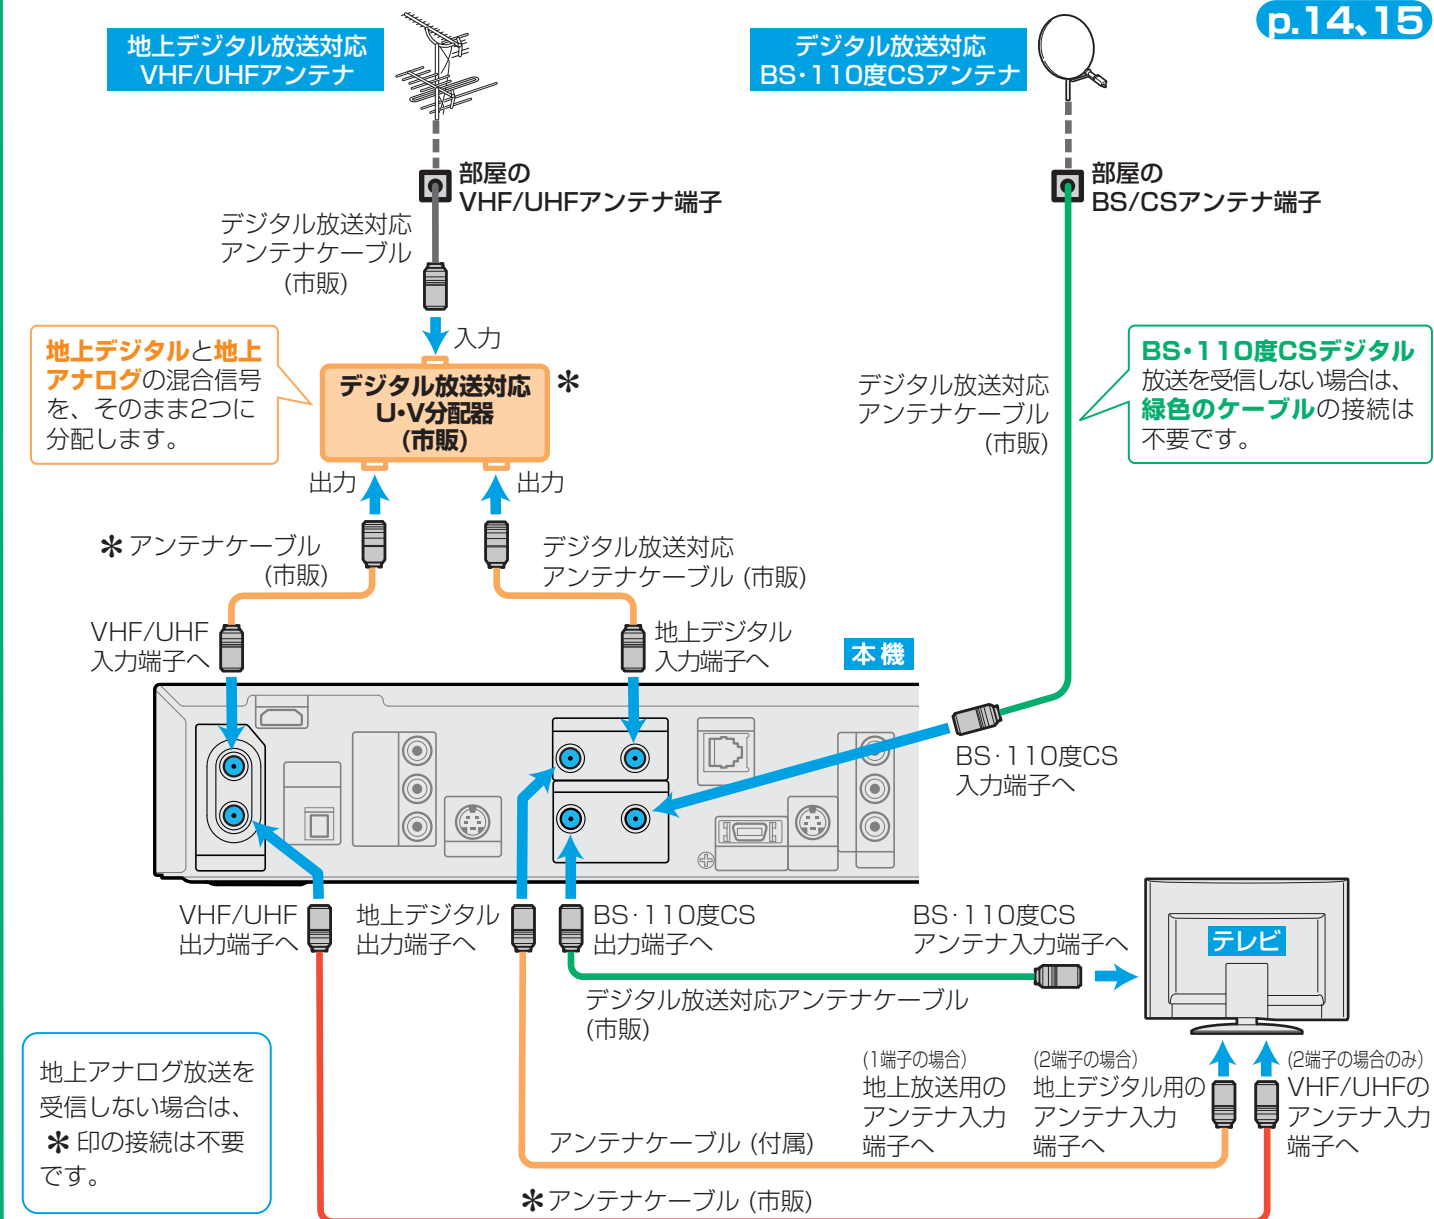 p.14、15
地上デジタル放送対応
VHF/UHFアンテナ
デジタル放送対応
BS･110度CSアンテナ
部屋の
VHF/UHFアンテナ端子
部屋の
BS/CSアンテナ端子
デジタル放送対応
アンテナケーブル
(市販)
入力
地上デジタルと地上
アナログの混合信号
を、そのまま2つに
分配します。
デジタル放送対応
U･V分配器
(市販)
＊
デジタル放送対応
アンテナケーブル
(市販)
BS･110度CSデジタル
放送を受信しない場合は、
緑色のケーブルの接続は
不要です。
出力
出力
＊アンテナケーブル
(市販)
デジタル放送対応
アンテナケーブル (市販)
VHF/UHF
入力端子へ
地上デジタル
入力端子へ
本機
BS･110度CS
入力端子へ
VHF/UHF
出力端子へ
地上デジタル
出力端子へ
BS･110度CS
出力端子へ
BS･110度CS
アンテナ入力端子へ
テレビ
デジタル放送対応アンテナケーブル
(市販)
地上アナログ放送を
受信しない場合は、
＊印の接続は不要
です。
(1端子の場合)
地上放送用の
アンテナ入力
端子へ
(2端子の場合)
地上デジタル用の
アンテナ入力
端子へ
(2端子の場合のみ)
VHF/UHFの
アンテナ入力
端子へ
アンテナケーブル (付属)
＊アンテナケーブル (市販)